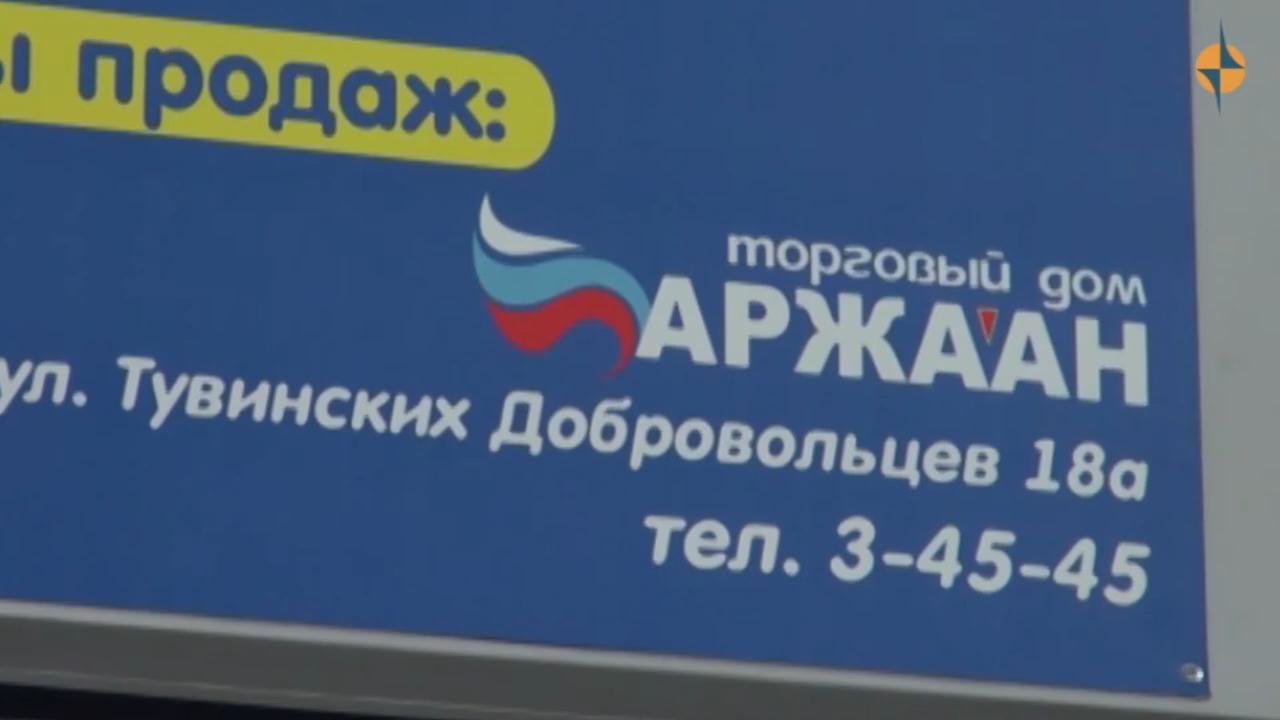 продаж:
торговый дом
АРЖААН
ул. Тувинских Добровольцев 18а
тел. 3-45-45